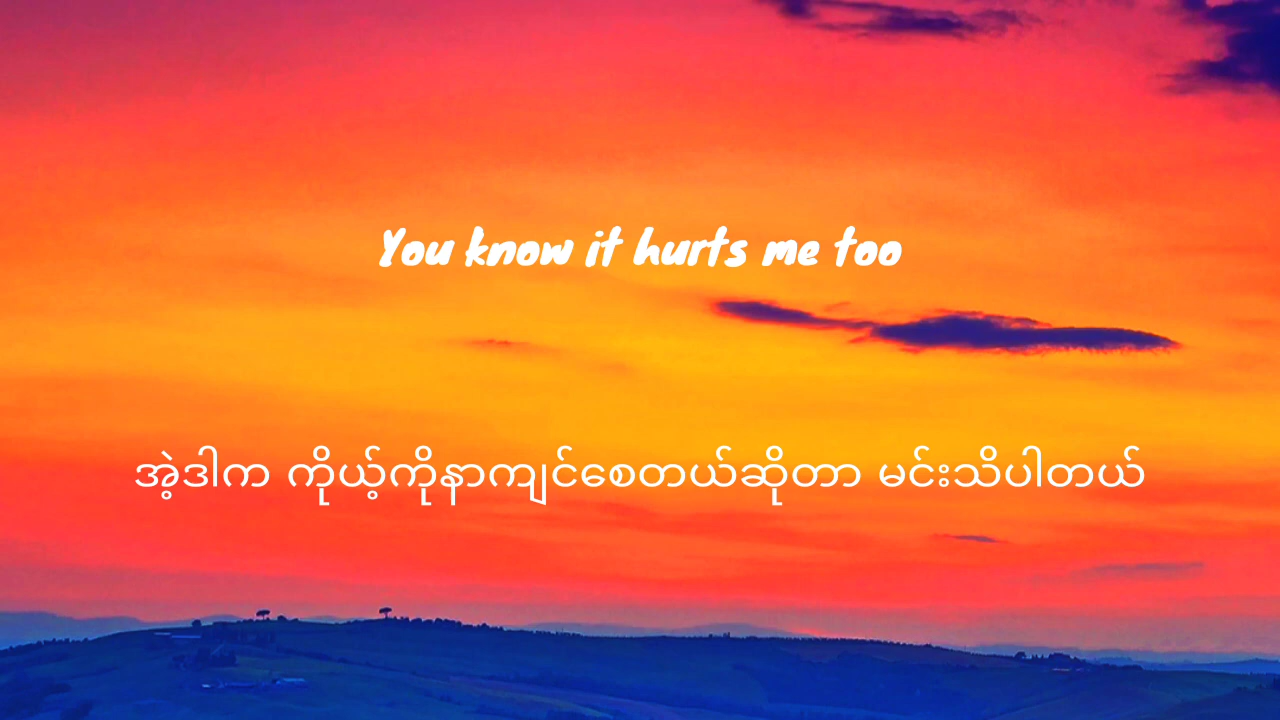 You know it hurts me too
အဲ့ဒါက ကိုယ့်ကိုနာကျင်စေတယ်ဆိုတာ မင်းသိပါတယ်